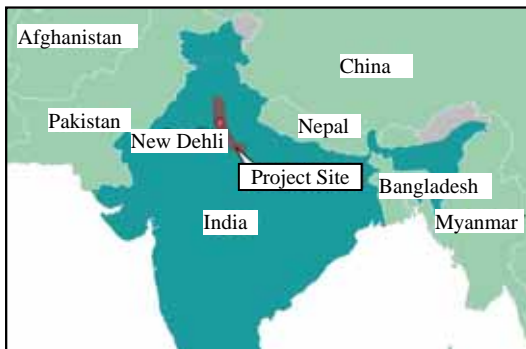 Afghanistan
China
Pakistan
Nepal
New Dehli
Project Site
Bangladesh
India
Myanmar